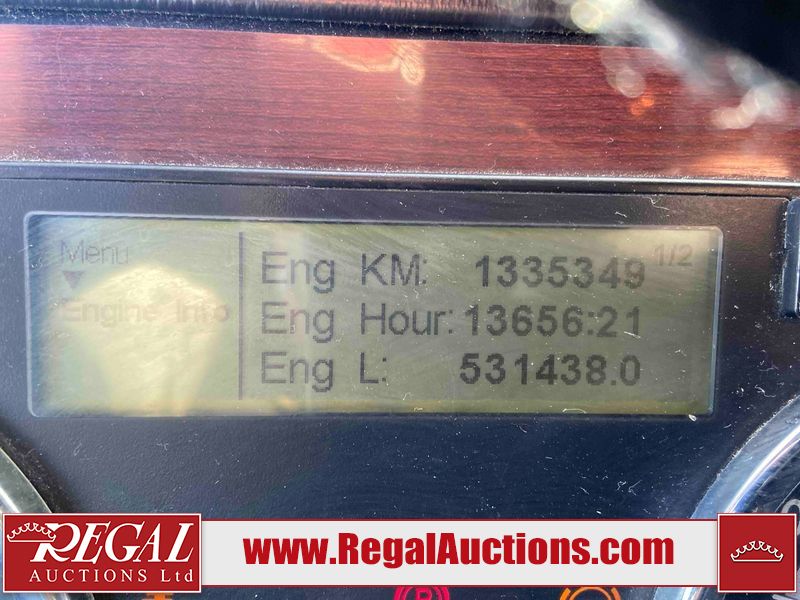 Menu
Engine Info
1/2
Eng KM: 1335349
Eng Hour: 13656:21
Eng L: 531438.0
REGAL
AUCTIONS Ltd
www.RegalAuctions.com